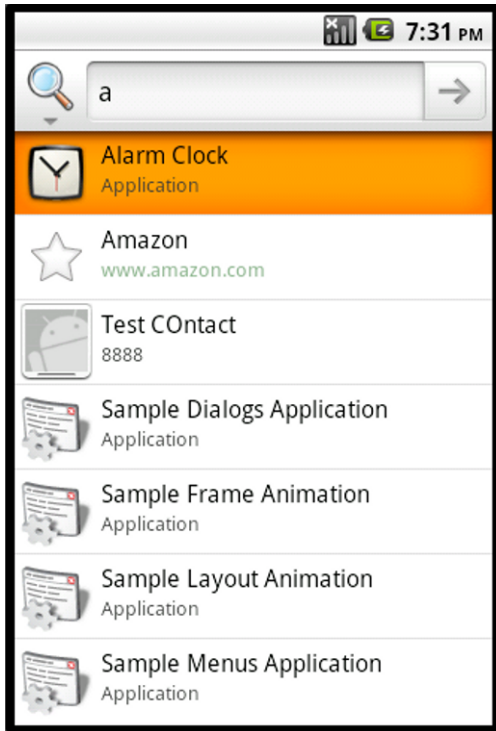 7:31 PM
a
Alarm Clock
Application
Amazon
www.amazon.com
Test COntact
8888
Sample Dialogs Application
Application
Sample Frame Animation
Application
Sample Layout Animation
Application
Sample Menus Application
Application